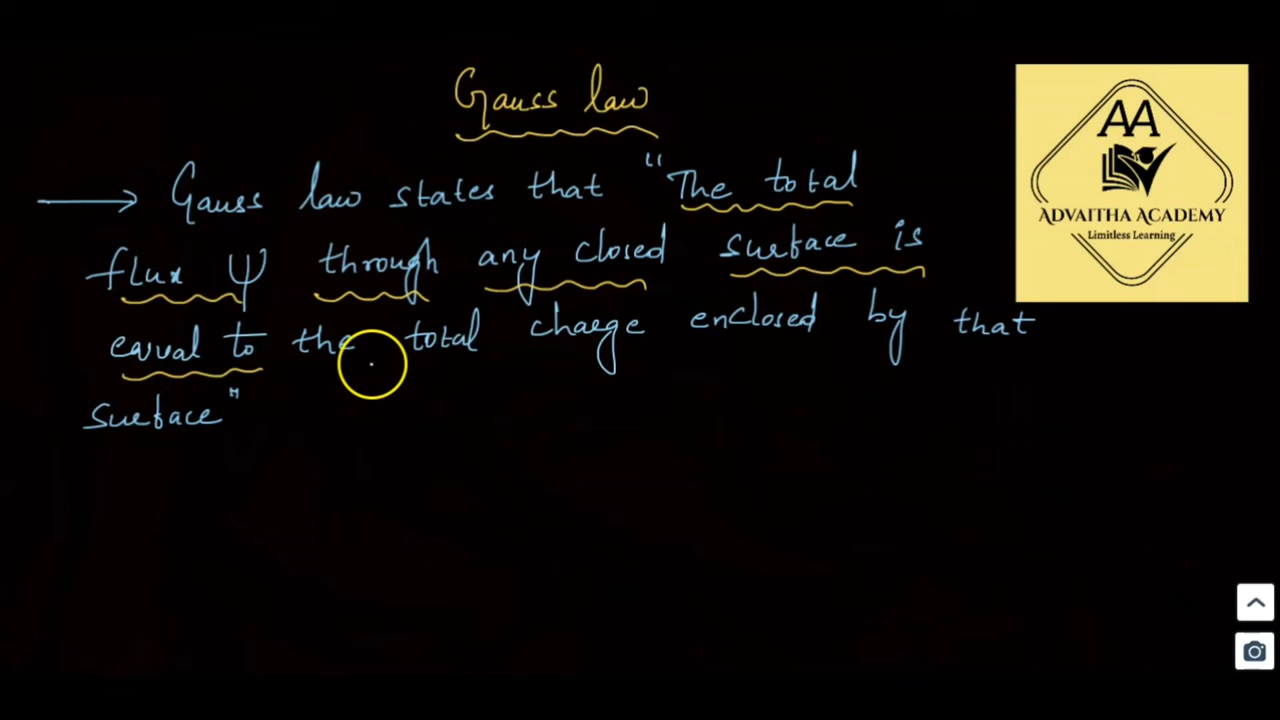 Gauss law
Gauss law states that "The total
AA
ADVAITHA ACADEMY
Limitless Learning
flux ψ through any closed surface is
equal to the total charge enclosed by that
surface"